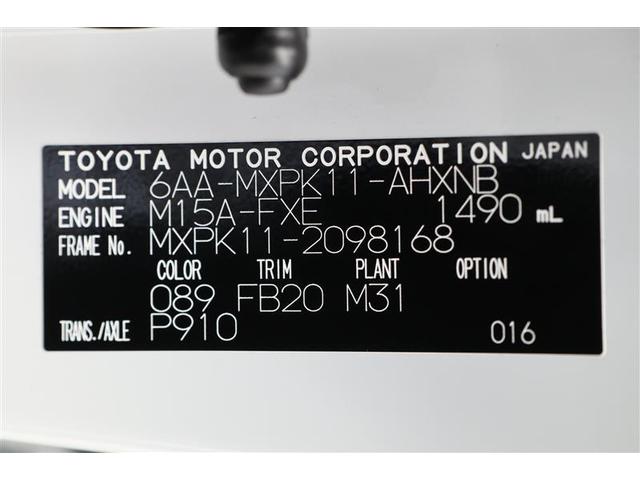 TOYOTA MOTOR CORPORATION JAPAN
MODEL 6AA-MXPK11-AHXNB
ENGINE M15A-FXE 1490 mL
FRAME No. MXPK11-2098168
COLOR TRIM PLANT OPTION
089 FB20 M31
TRANS./AXLE P910 016